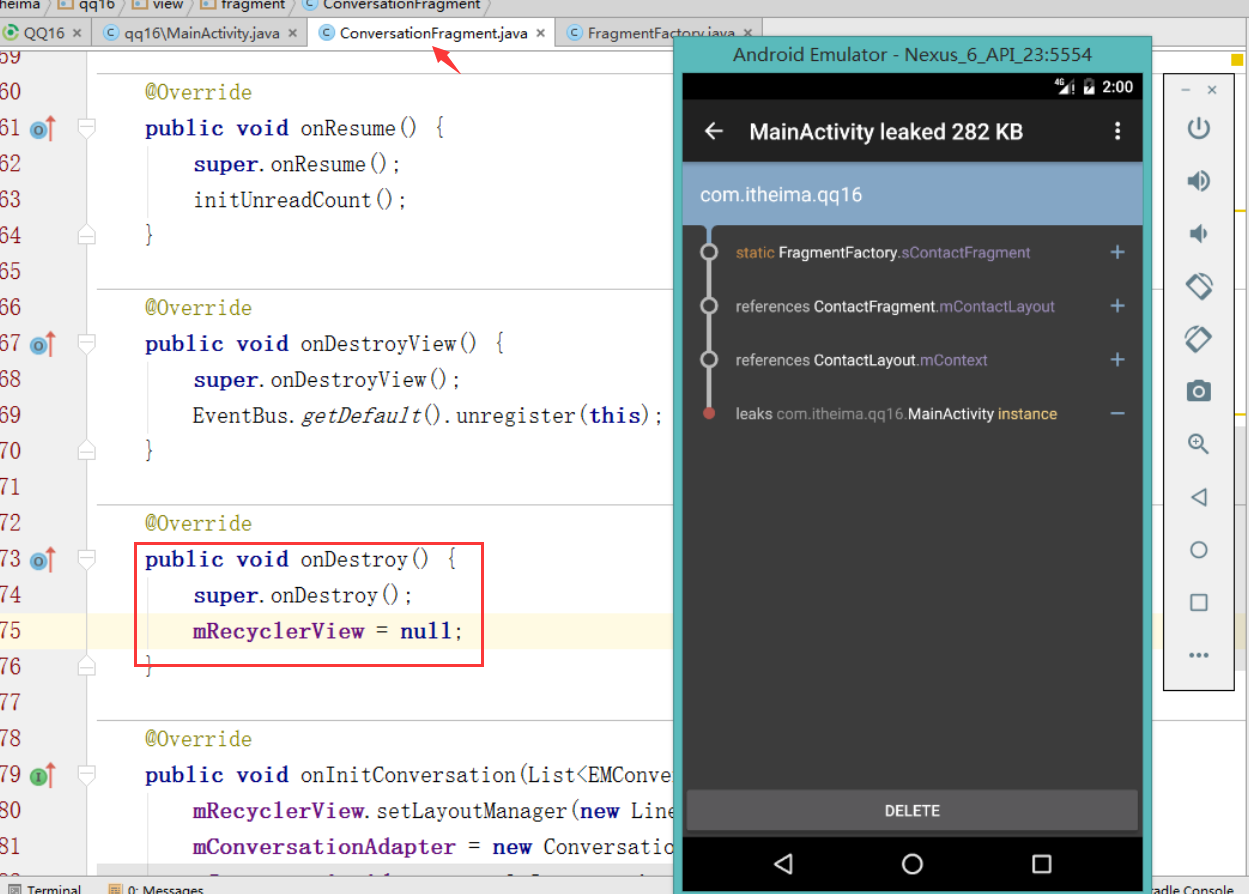 heima qq16 view fragment ConversationFragment
QQ16 × qq16\MainActivity.java × ConversationFragment.java × FragmentFactory.java ×
59
60 @Override
61 public void onResume() {
62 super.onResume();
63 initUnreadCount();
64 }
65
66 @Override
67 public void onDestroyView() {
68 super.onDestroyView();
69 EventBus.getDefault().unregister(this);
70 }
71
72 @Override
73 public void onDestroy() {
74 super.onDestroy();
75 mRecyclerView = null;
76 }
77
78 @Override
79 public void onInitConversation(List<EMConve
80 mRecyclerView.setLayoutManager(new Line
81 mConversationAdapter = new Conversatio
Terminal 0: Messages
Android Emulator - Nexus_6_API_23:5554
4G 2:00
MainActivity leaked 282 KB
com.itheima.qq16
static FragmentFactory.sContactFragment +
references ContactFragment.mContactLayout +
references ContactLayout.mContext +
leaks com.itheima.qq16.MainActivity instance −
DELETE
adle Console